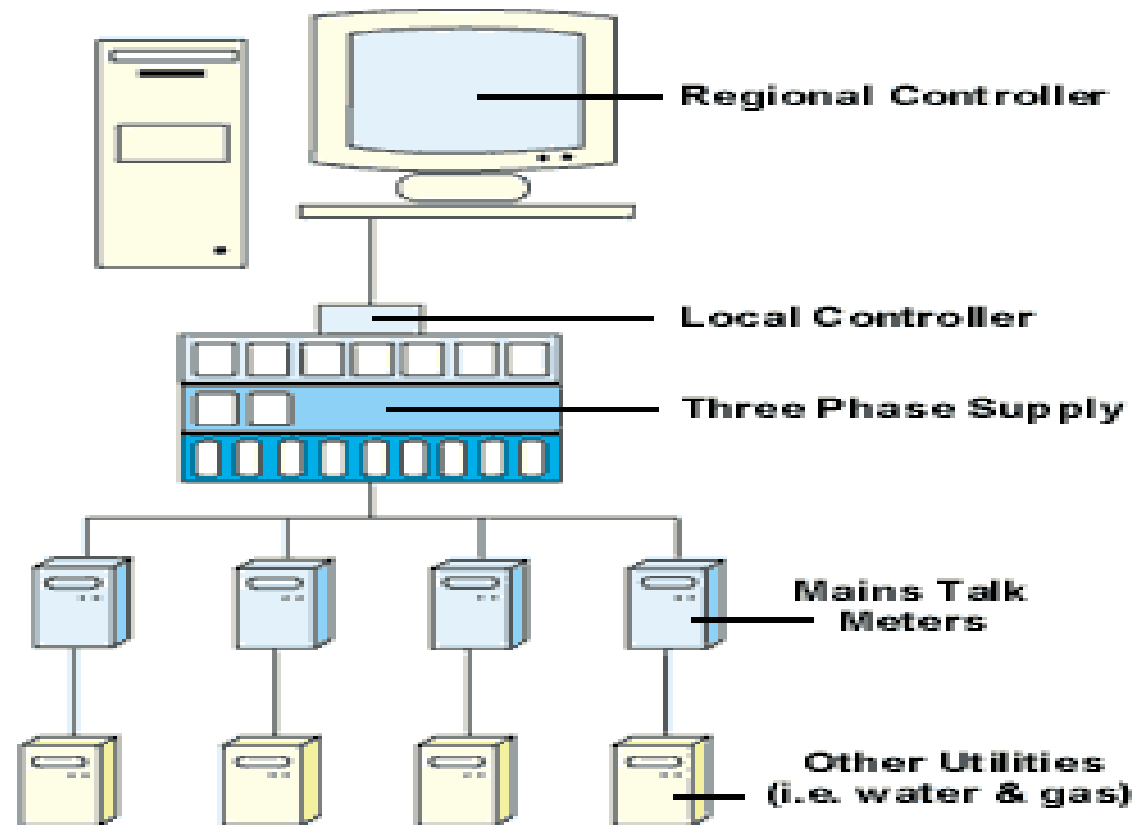 Regional Controller
Local Controller
Three Phase Supply
Mains Talk
Meters
Other Utilities
(i.e. water & gas)